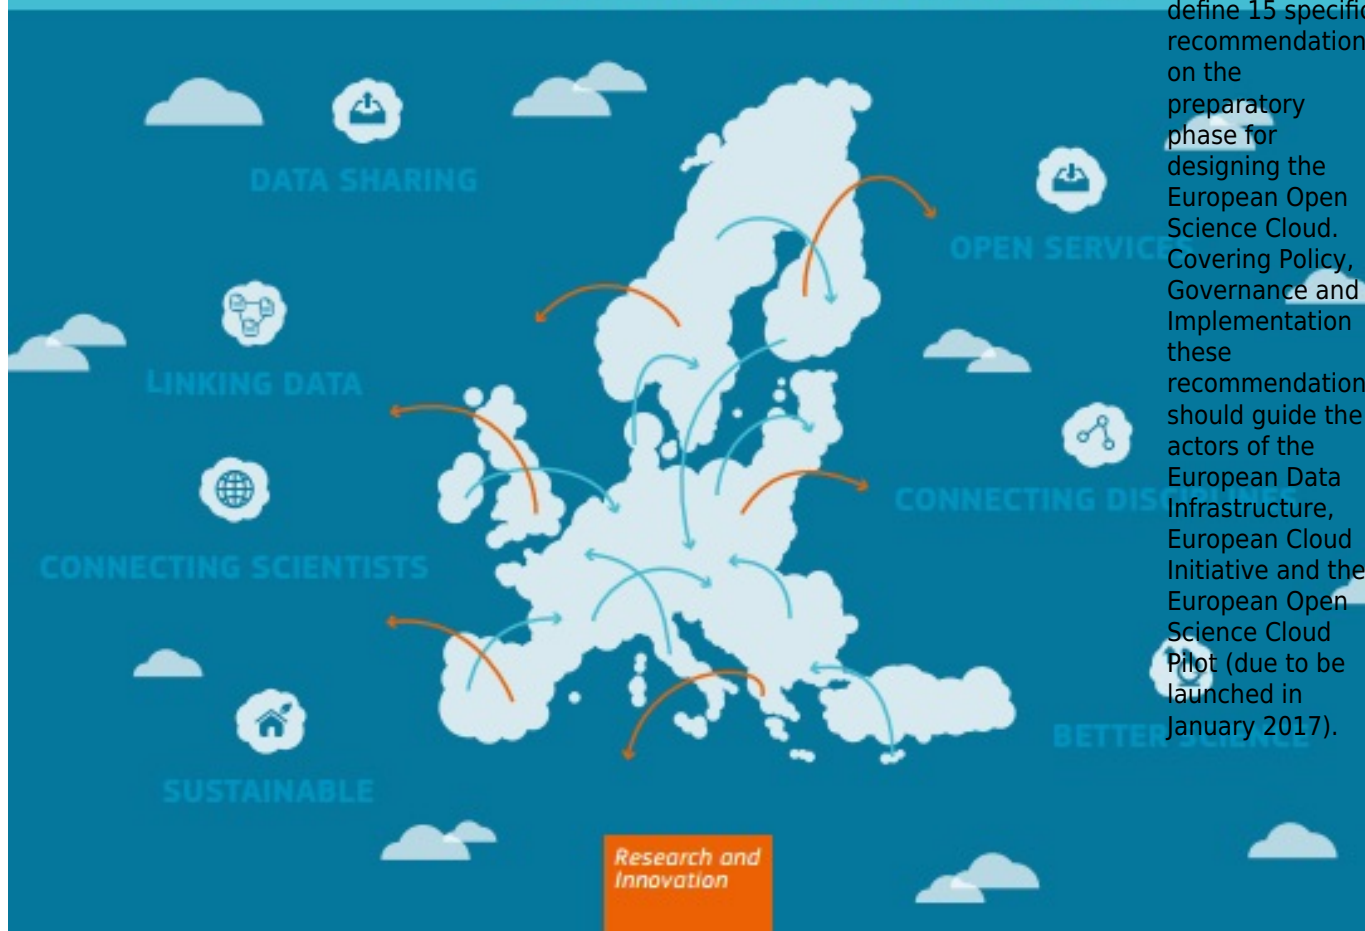 DATA SHARING
LINKING DATA
CONNECTING SCIENTISTS
SUSTAINABLE
OPEN SERVICES
CONNECTING DISCIPLINES
BETTER SCIENCE
Research and
Innovation
define 15 specific
recommendation
on the
preparatory
phase for
designing the
European Open
Science Cloud.
Covering Policy,
Governance and
Implementation
these
recommendation
should guide the
actors of the
European Data
Infrastructure,
European Cloud
Initiative and the
European Open
Science Cloud
Pilot (due to be
launched in
January 2017).